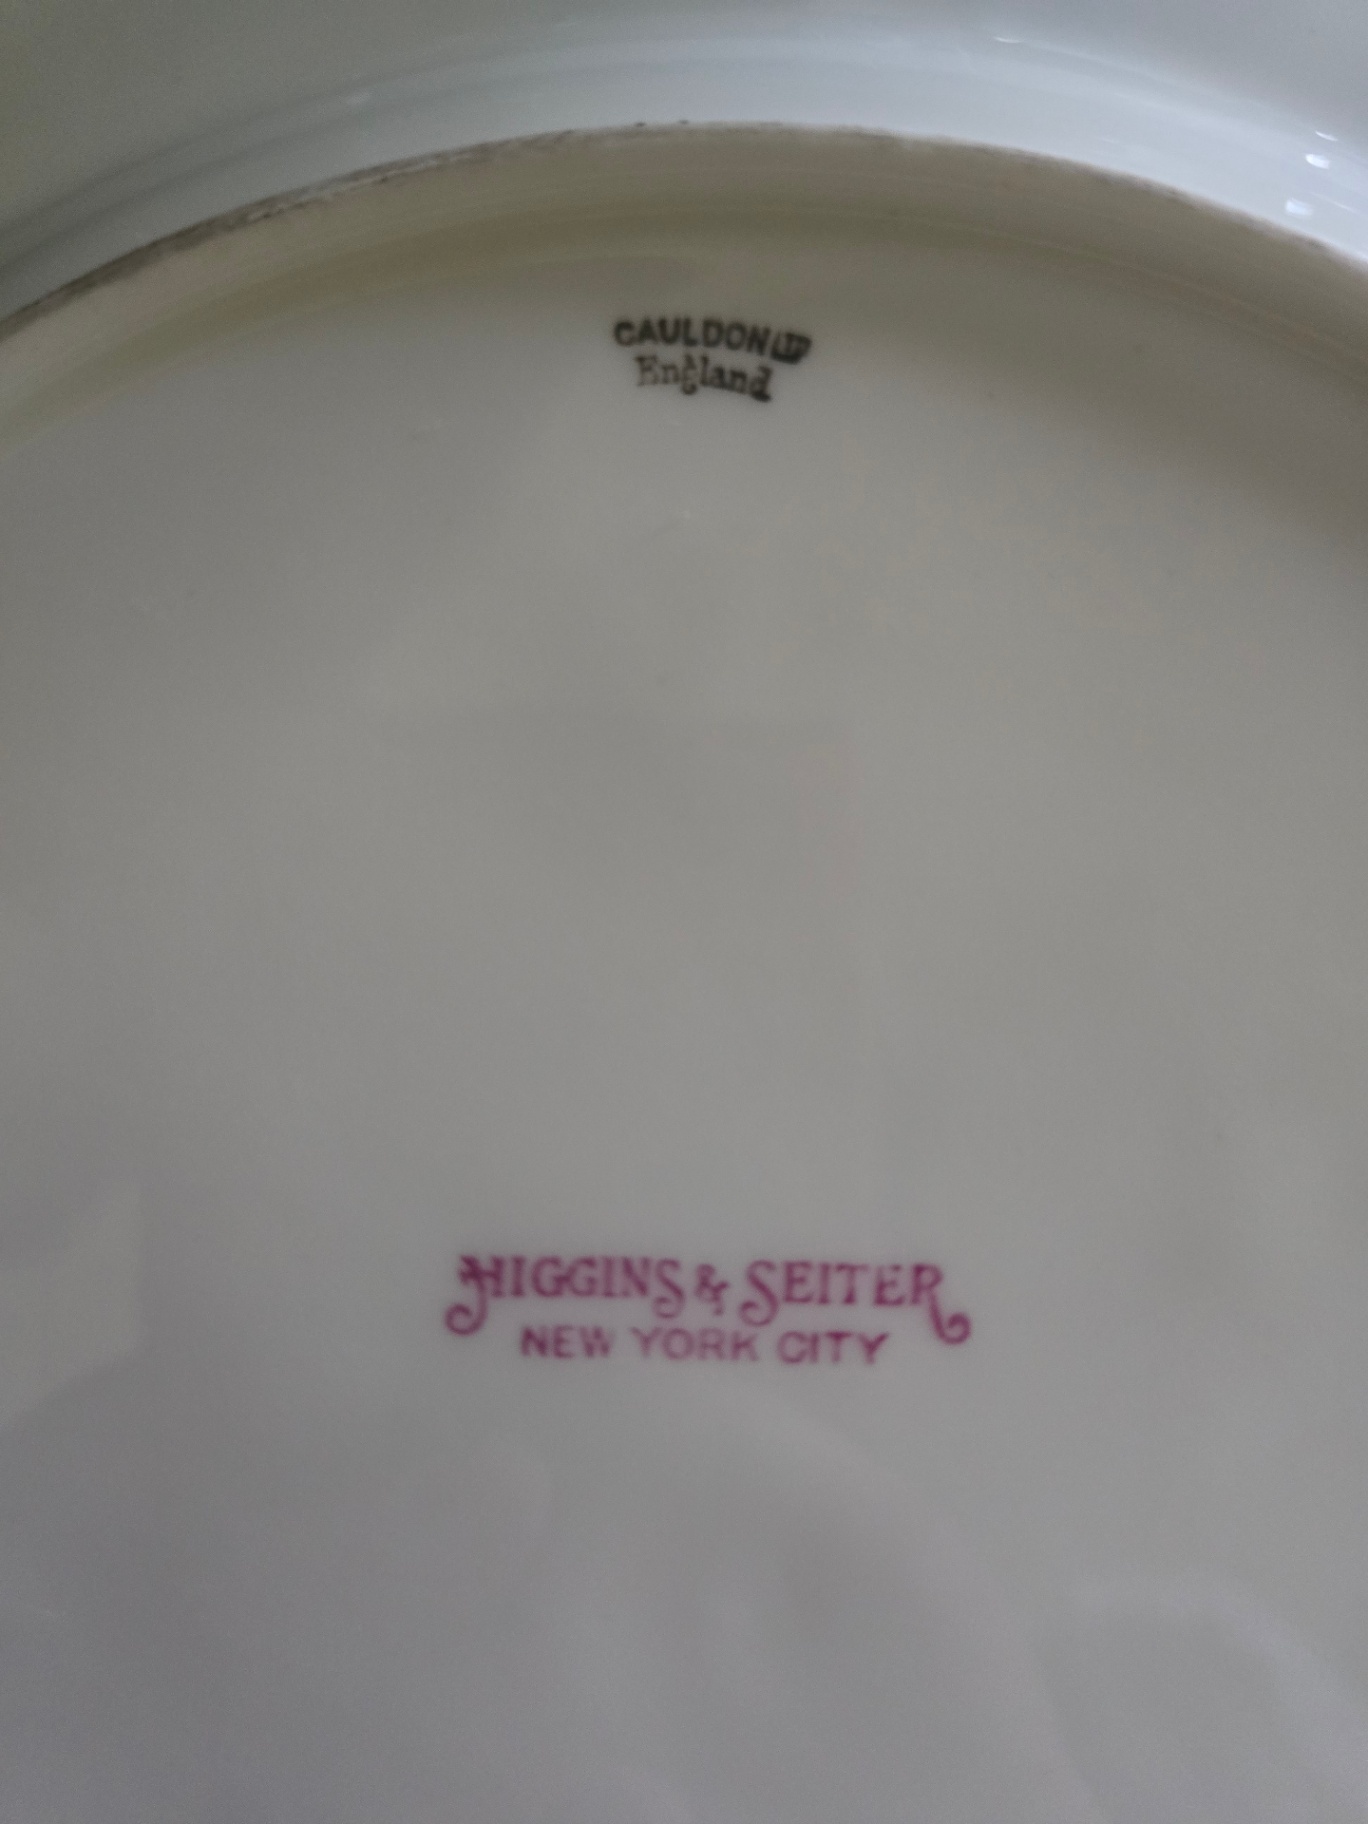 CAULDON LTD
England
HIGGINS & SEITER
NEW YORK CITY